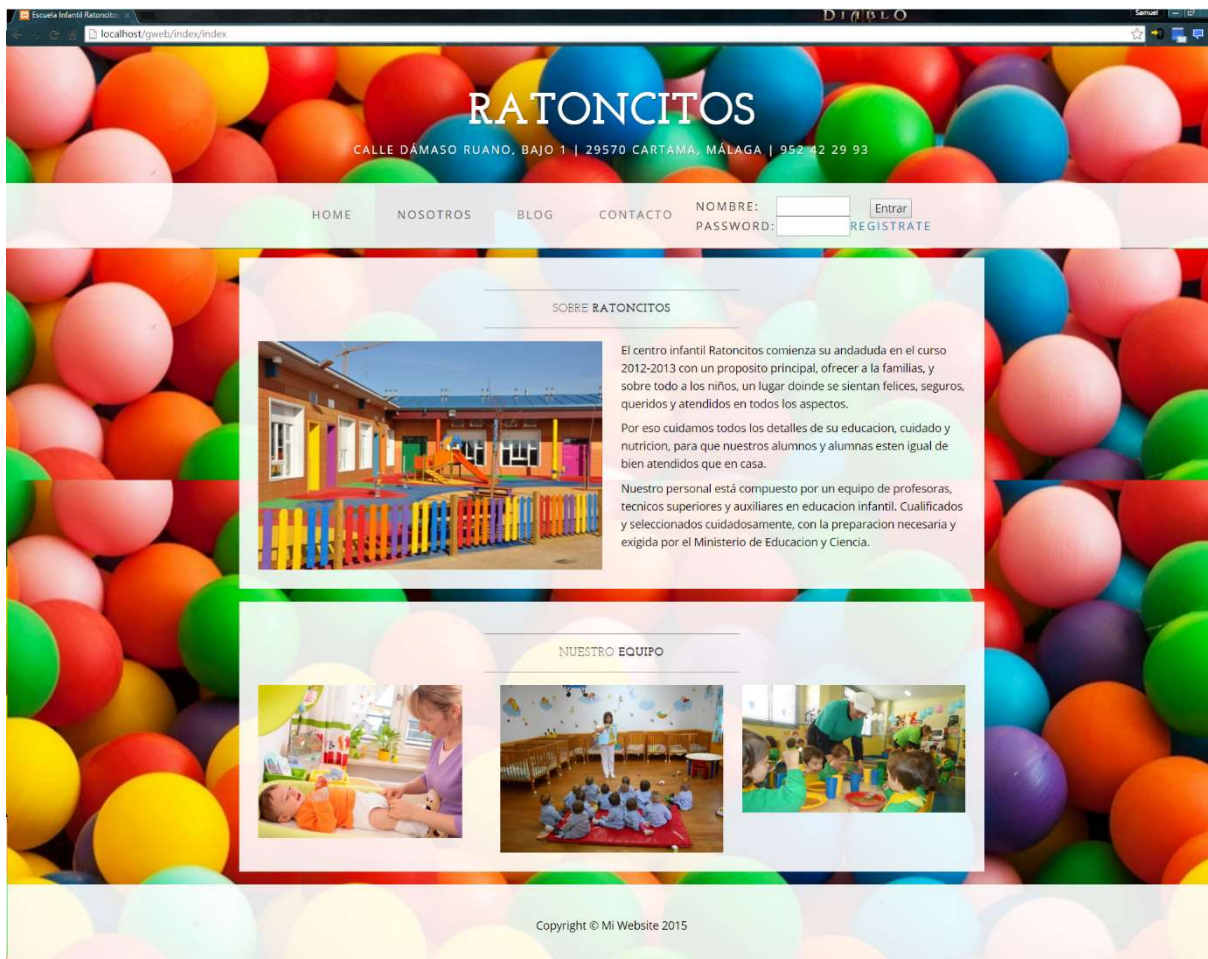 Escuela Infantil Ratoncitos
DIABLO
Samuel
localhost/gweb/index/index
RATONCITOS
CALLE DÁMASO RUANO, BAJO 1 | 29570 CARTAMA, MÁLAGA | 952 42 29 93
HOME NOSOTROS BLOG CONTACTO
NOMBRE: Entrar
PASSWORD: REGISTRATE
SOBRE RATONCITOS
El centro infantil Ratoncitos comienza su andaduda en el curso
2012-2013 con un proposito principal, ofrecer a la familias, y
sobre todo a los niños, un lugar doinde se sientan felices, seguros,
queridos y atendidos en todos los aspectos.
Por eso cuidamos todos los detalles de su educacion, cuidado y
nutricion, para que nuestros alumnos y alumnas esten igual de
bien atendidos que en casa.
Nuestro personal está compuesto por un equipo de profesoras,
tecnicos superiores y auxiliares en educacion infantil. Cualificados
y seleccionados cuidadosamente, con la preparacion necesaria y
exigida por el Ministerio de Educacion y Ciencia.
NUESTRO EQUIPO
Copyright © Mi Website 2015